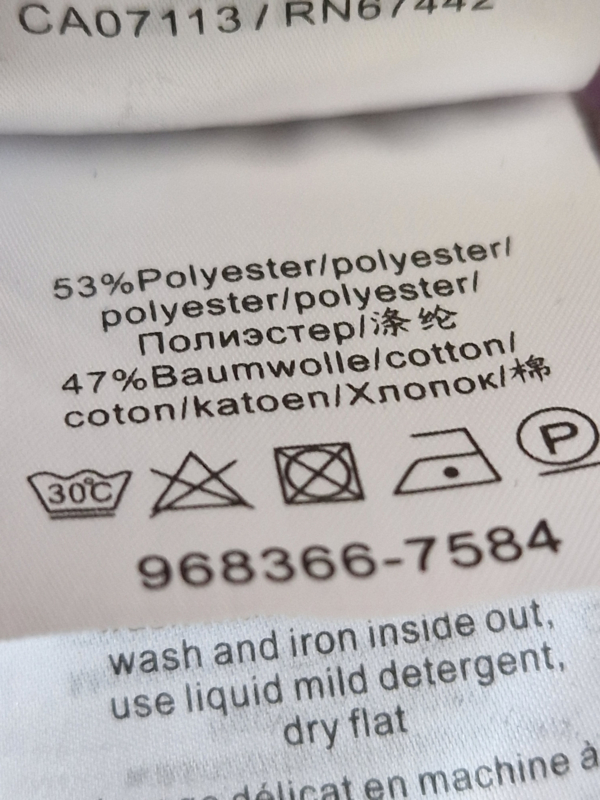 CA07113 / RN67442
53%Polyester/polyester/
polyester/polyester/
Полиэстер/涤纶
47%Baumwolle/cotton/
coton/katoen/Хлопок/棉
30°C
P
968366-7584
wash and iron inside out,
use liquid mild detergent,
dry flat
délicat en machine à